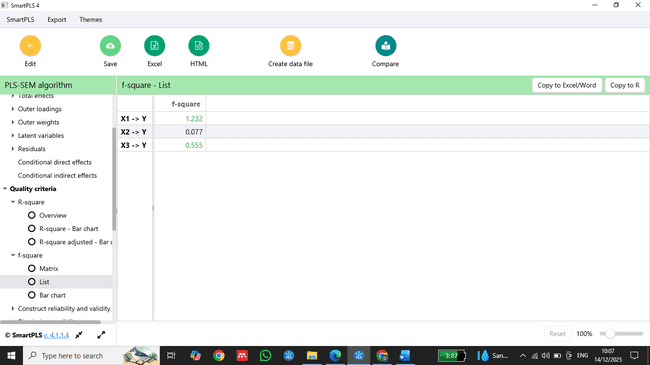 SmartPLS 4
SmartPLS Export Themes
Edit Save Excel HTML Create data file Compare
PLS-SEM algorithm
f-square - List
Copy to Excel/Word Copy to R
Total effects
Outer loadings
Outer weights
Latent variables
Residuals
Conditional direct effects
Conditional indirect effects
Quality criteria
R-square
Overview
R-square - Bar chart
R-square adjusted - Bar c
f-square
Matrix
List
Bar chart
Construct reliability and validity
f-square
X1 -> Y 1.232
X2 -> Y 0.077
X3 -> Y 0.555
© SmartPLS v. 4.1.1.4
Reset 100%
Type here to search
3:07
San...
ENG
10:07
14/12/2025